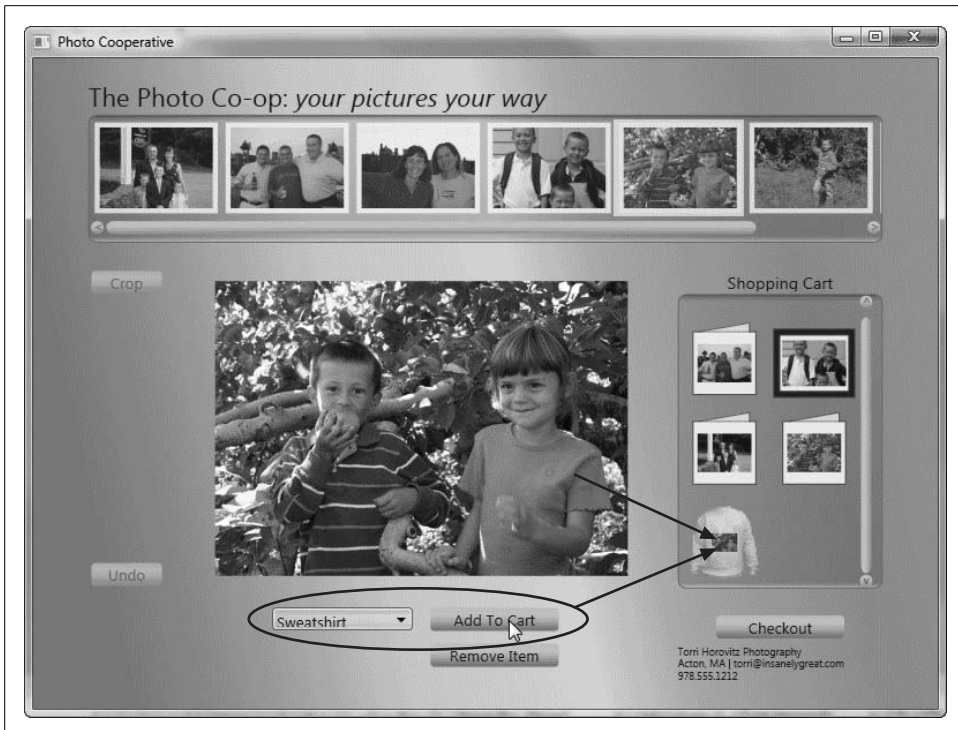 Photo Cooperative
The Photo Co-op: your pictures your way
Crop
Shopping Cart
Undo
Sweatshirt
Add To Cart
Remove Item
Checkout
Torri Horovitz Photography
Acton, MA | torri@insanelygreat.com
978.555.1212